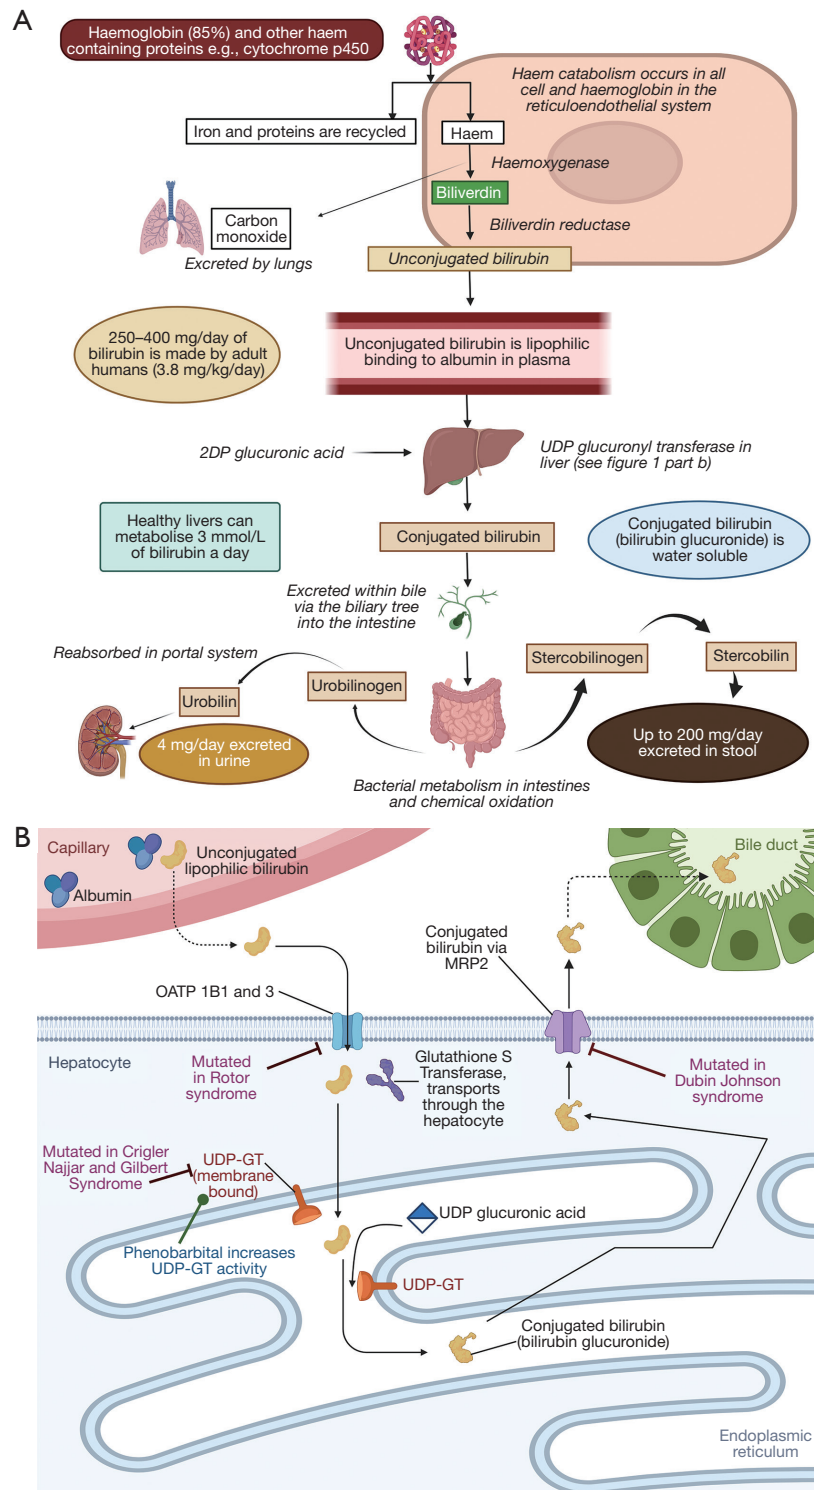 A
Haemoglobin (85%) and other haem
containing proteins e.g., cytochrome p450
Haem catabolism occurs in all
cell and haemoglobin in the
reticuloendothelial system
Iron and proteins are recycled
Haem
Haemoxygenase
Biliverdin
Carbon
monoxide
Biliverdin reductase
Excreted by lungs
Unconjugated bilirubin
250–400 mg/day of
bilirubin is made by adult
humans (3.8 mg/kg/day)
Unconjugated bilirubin is lipophilic
binding to albumin in plasma
2DP glucuronic acid
UDP glucuronyl transferase in
liver (see figure 1 part b)
Healthy livers can
metabolise 3 mmol/L
of bilirubin a day
Conjugated bilirubin
Conjugated bilirubin
(bilirubin glucuronide) is
water soluble
Excreted within bile
via the biliary tree
into the intestine
Reabsorbed in portal system
Stercobilinogen
Stercobilin
Urobilinogen
Urobilin
4 mg/day excreted
in urine
Up to 200 mg/day
excreted in stool
Bacterial metabolism in intestines
and chemical oxidation
B
Capillary
Unconjugated
lipophilic bilirubin
Albumin
Bile duct
Conjugated
bilirubin via
MRP2
OATP 1B1 and 3
Hepatocyte
Mutated
in Rotor
syndrome
Glutathione S
Transferase,
transports
through the
hepatocyte
Mutated in
Dubin Johnson
syndrome
Mutated in Crigler
Najjar and Gilbert
Syndrome
UDP-GT
(membrane
bound)
UDP glucuronic acid
Phenobarbital increases
UDP-GT activity
UDP-GT
Conjugated bilirubin
(bilirubin glucuronide)
Endoplasmic
reticulum